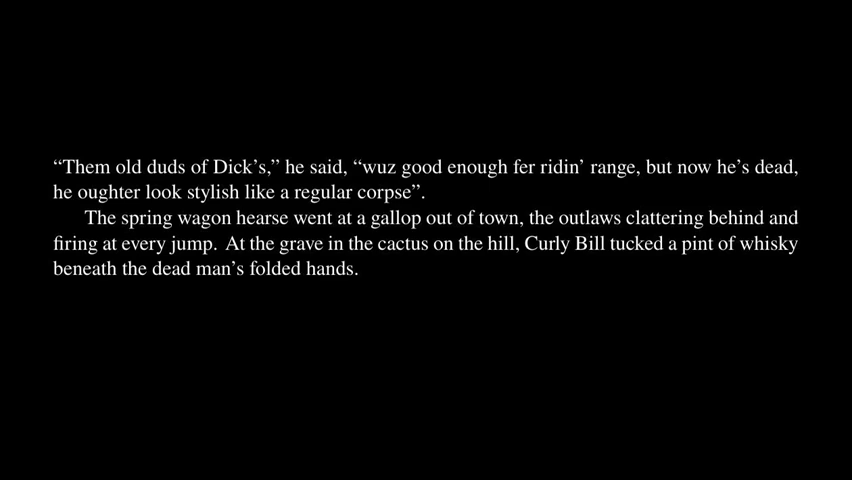 “Them old duds of Dick’s,” he said, “wuz good enough fer ridin’ range, but now he’s dead,
he oughter look stylish like a regular corpse”.
The spring wagon hearse went at a gallop out of town, the outlaws clattering behind and
firing at every jump. At the grave in the cactus on the hill, Curly Bill tucked a pint of whisky
beneath the dead man’s folded hands.